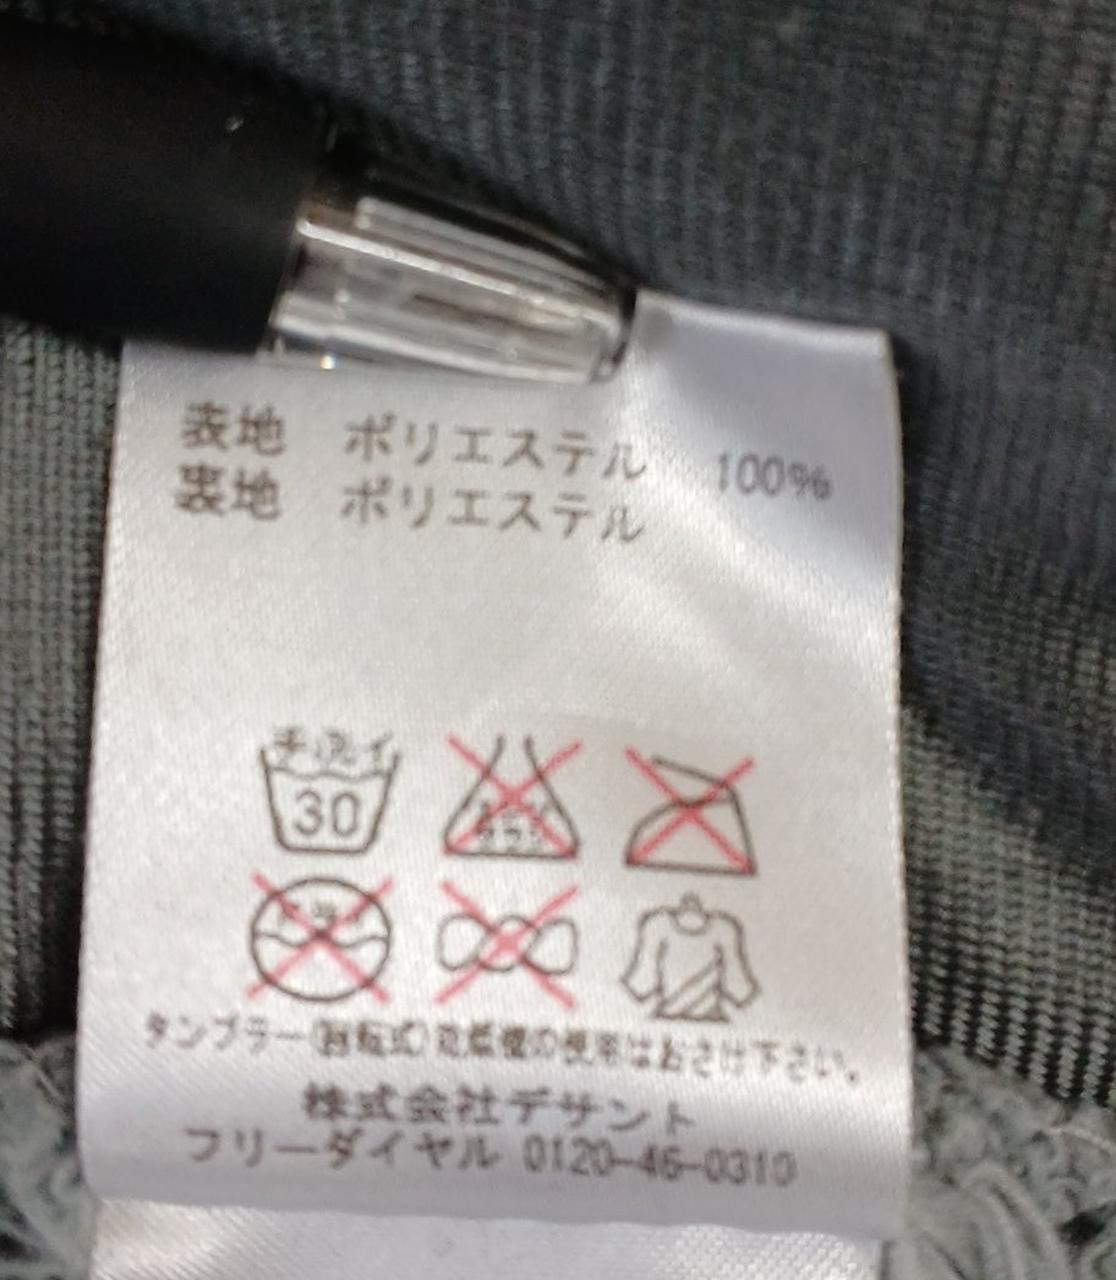 表地 ポリエステル 100%
裏地 ポリエステル
手洗イ
30
タンブラー(回転式)乾燥機の使用はおさけ下さい。
株式会社デサント
フリーダイヤル 0120-46-0310